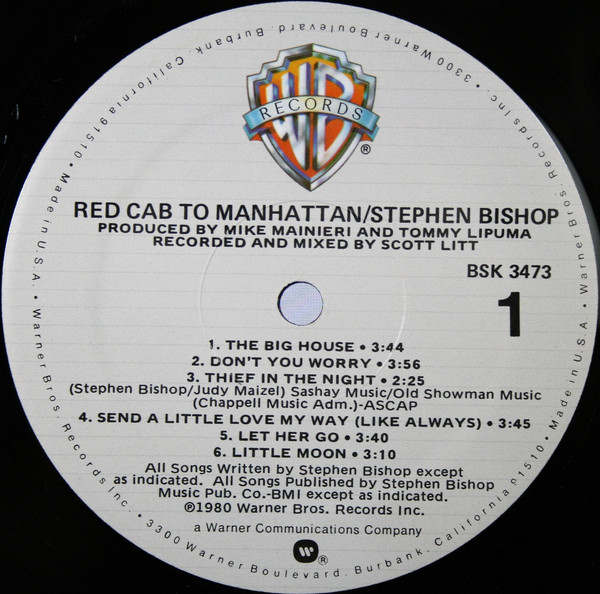 WB
RECORDS
®
RED CAB TO MANHATTAN/STEPHEN BISHOP
PRODUCED BY MIKE MAINIERI AND TOMMY LIPUMA
RECORDED AND MIXED BY SCOTT LITT
BSK 3473
1
1. THE BIG HOUSE • 3:44
2. DON'T YOU WORRY • 3:56
3. THIEF IN THE NIGHT • 2:25
(Stephen Bishop/Judy Maizel) Sashay Music/Old Showman Music
(Chappell Music Adm.)-ASCAP
4. SEND A LITTLE LOVE MY WAY (LIKE ALWAYS) • 3:45
5. LET HER GO • 3:40
6. LITTLE MOON • 3:10
All Songs Written by Stephen Bishop except
as indicated. All Songs Published by Stephen Bishop
Music Pub. Co.-BMI except as indicated.
℗1980 Warner Bros. Records Inc.
a Warner Communications Company
®
Warner Bros. Records Inc. • 3300 Warner Boulevard. Burbank, California 91510 • Made in U.S.A. •
Warner Bros. Records Inc. • 3300 Warner Boulevard. Burbank, California 91510 • Made in U.S.A. •